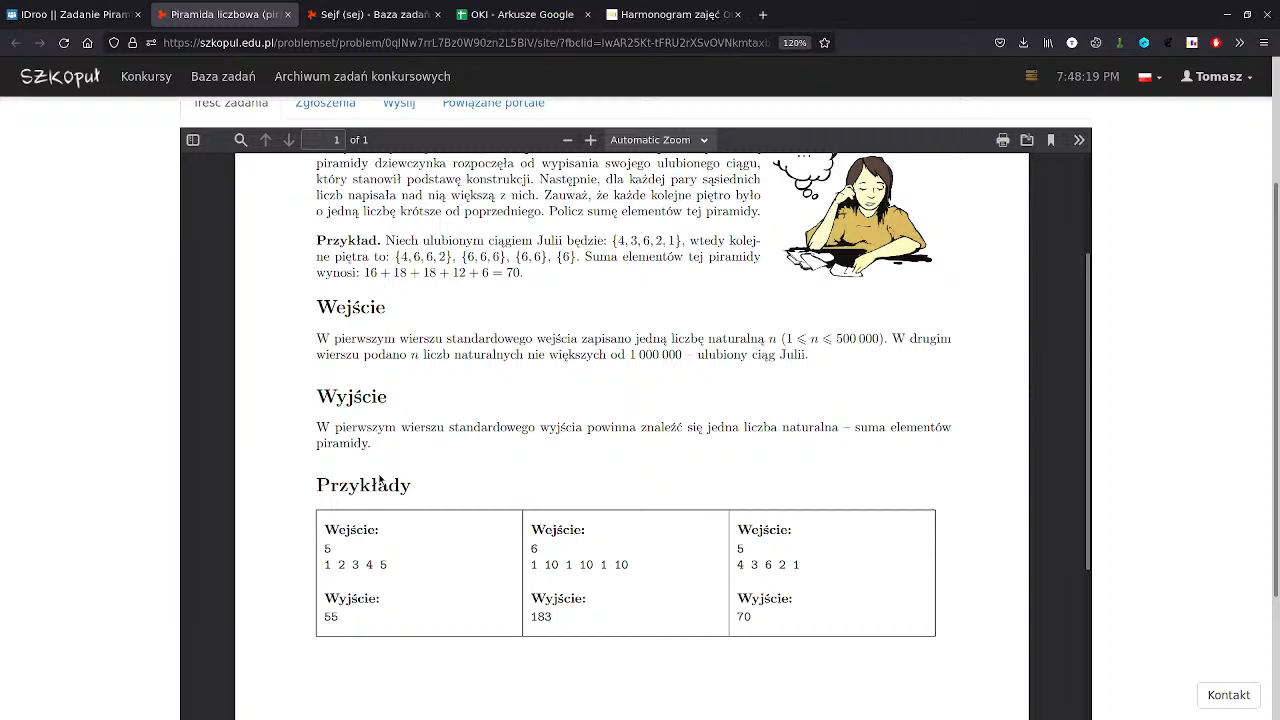 IDroo || Zadanie Piram
Piramida liczbowa (pir
Sejf (sej) - Baza zadań
OKI - Arkusze Google
Harmonogram zajęć O
https://szkopul.edu.pl/problemset/problem/0qINw7rrL7Bz0W90zn2L5BIV/site/?fbclid=IwAR25Kt-tFRU2rXSvOVNkmtaxb
120%
SZKOpuł
Konkursy
Baza zadań
Archiwum zadań konkursowych
7:48:19 PM
Tomasz
Treść zadania
Zgłoszenia
Wyślij
Powiązane portale
1 of 1
Automatic Zoom
piramidy dziewczynka rozpoczęła od wypisania swojego ulubionego ciągu,
który stanowił podstawę konstrukcji. Następnie, dla każdej pary sąsiednich
liczb napisała nad nią większą z nich. Zauważ, że każde kolejne piętro było
o jedną liczbę krótsze od poprzedniego. Policz sumę elementów tej piramidy.
...
Przykład. Niech ulubionym ciągiem Julii będzie: {4, 3, 6, 2, 1}, wtedy kolej-
ne piętra to: {4, 6, 6, 2}, {6, 6, 6}, {6, 6}, {6}. Suma elementów tej piramidy
wynosi: 16 + 18 + 18 + 12 + 6 = 70.
Wejście
W pierwszym wierszu standardowego wejścia zapisano jedną liczbę naturalną n (1 ⩽ n ⩽ 500 000). W drugim
wierszu podano n liczb naturalnych nie większych od 1 000 000 – ulubiony ciąg Julii.
Wyjście
W pierwszym wierszu standardowego wyjścia powinna znaleźć się jedna liczba naturalna – suma elementów
piramidy.
Przykłady
Wejście:
5
1 2 3 4 5
Wyjście:
55
Wejście:
6
1 10 1 10 1 10
Wyjście:
183
Wejście:
5
4 3 6 2 1
Wyjście:
70
Kontakt